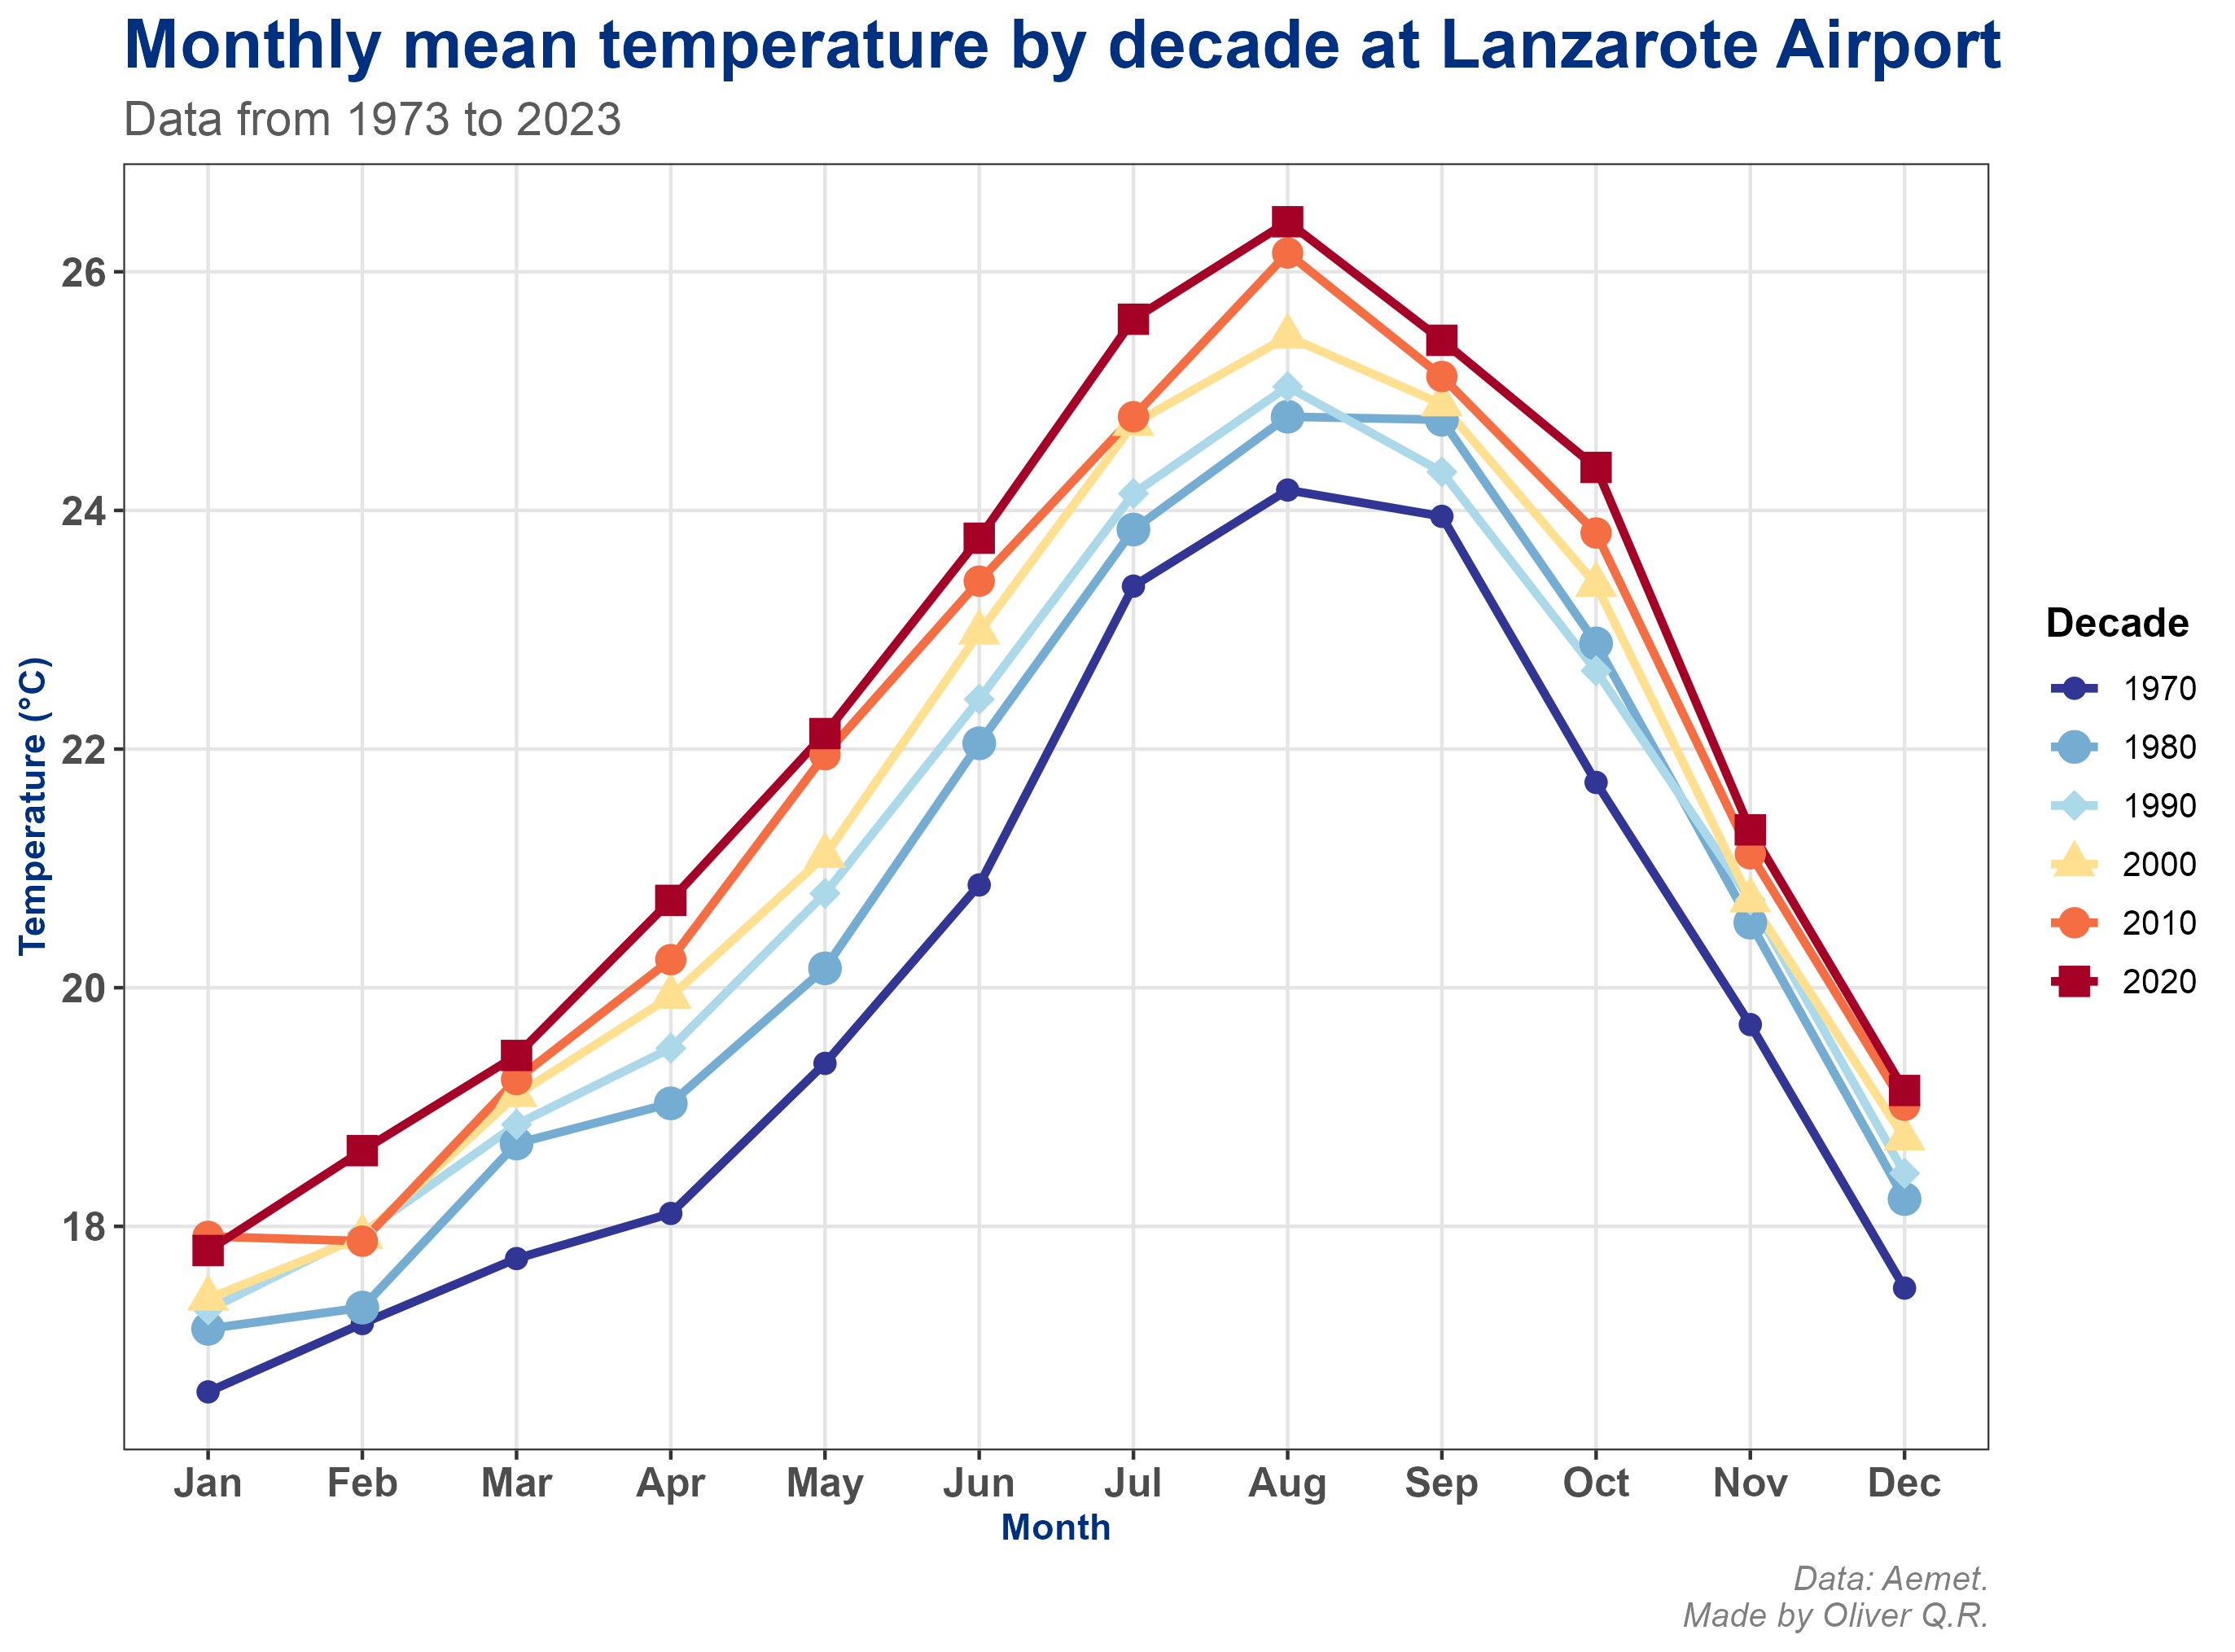 Monthly mean temperature by decade at Lanzarote Airport
Data from 1973 to 2023
Temperature (°C)
26
24
22
20
18
Jan Feb Mar Apr May Jun Jul Aug Sep Oct Nov Dec
Month
Decade
1970
1980
1990
2000
2010
2020
Data: Aemet.
Made by Oliver Q.R.